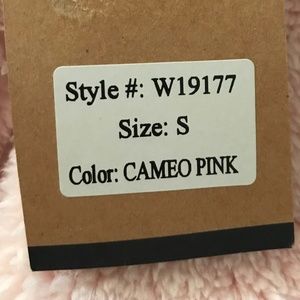 Style #: W19177
Size: S
Color: CAMEO PINK